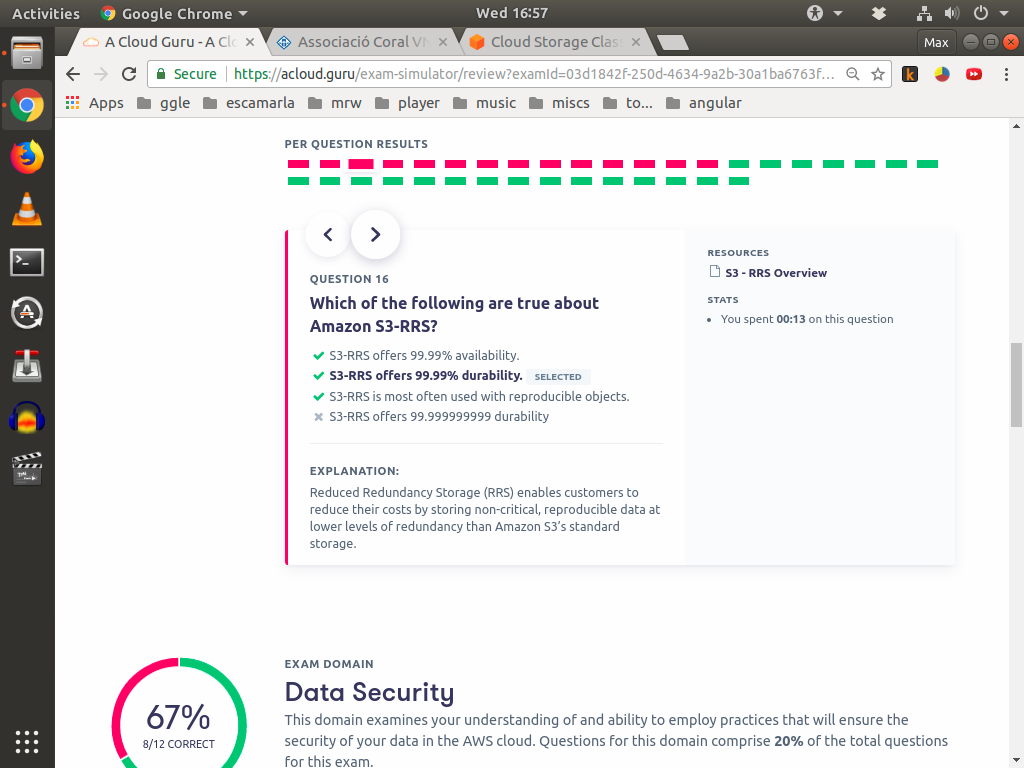 Activities
Google Chrome
Wed 16:57
A Cloud Guru - A Clo
Associació Coral VN
Cloud Storage Class
Max
Secure
https://acloud.guru/exam-simulator/review?examId=03d1842f-250d-4634-9a2b-30a1ba6763f...
Apps
ggle
escamarla
mrw
player
music
miscs
to...
angular
PER QUESTION RESULTS
QUESTION 16
Which of the following are true about
Amazon S3-RRS?
S3-RRS offers 99.99% availability.
S3-RRS offers 99.99% durability. SELECTED
S3-RRS is most often used with reproducible objects.
S3-RRS offers 99.999999999 durability
EXPLANATION:
Reduced Redundancy Storage (RRS) enables customers to
reduce their costs by storing non-critical, reproducible data at
lower levels of redundancy than Amazon S3’s standard
storage.
RESOURCES
S3 - RRS Overview
STATS
You spent 00:13 on this question
67%
8/12 CORRECT
EXAM DOMAIN
Data Security
This domain examines your understanding of and ability to employ practices that will ensure the
security of your data in the AWS cloud. Questions for this domain comprise 20% of the total questions
for this exam.